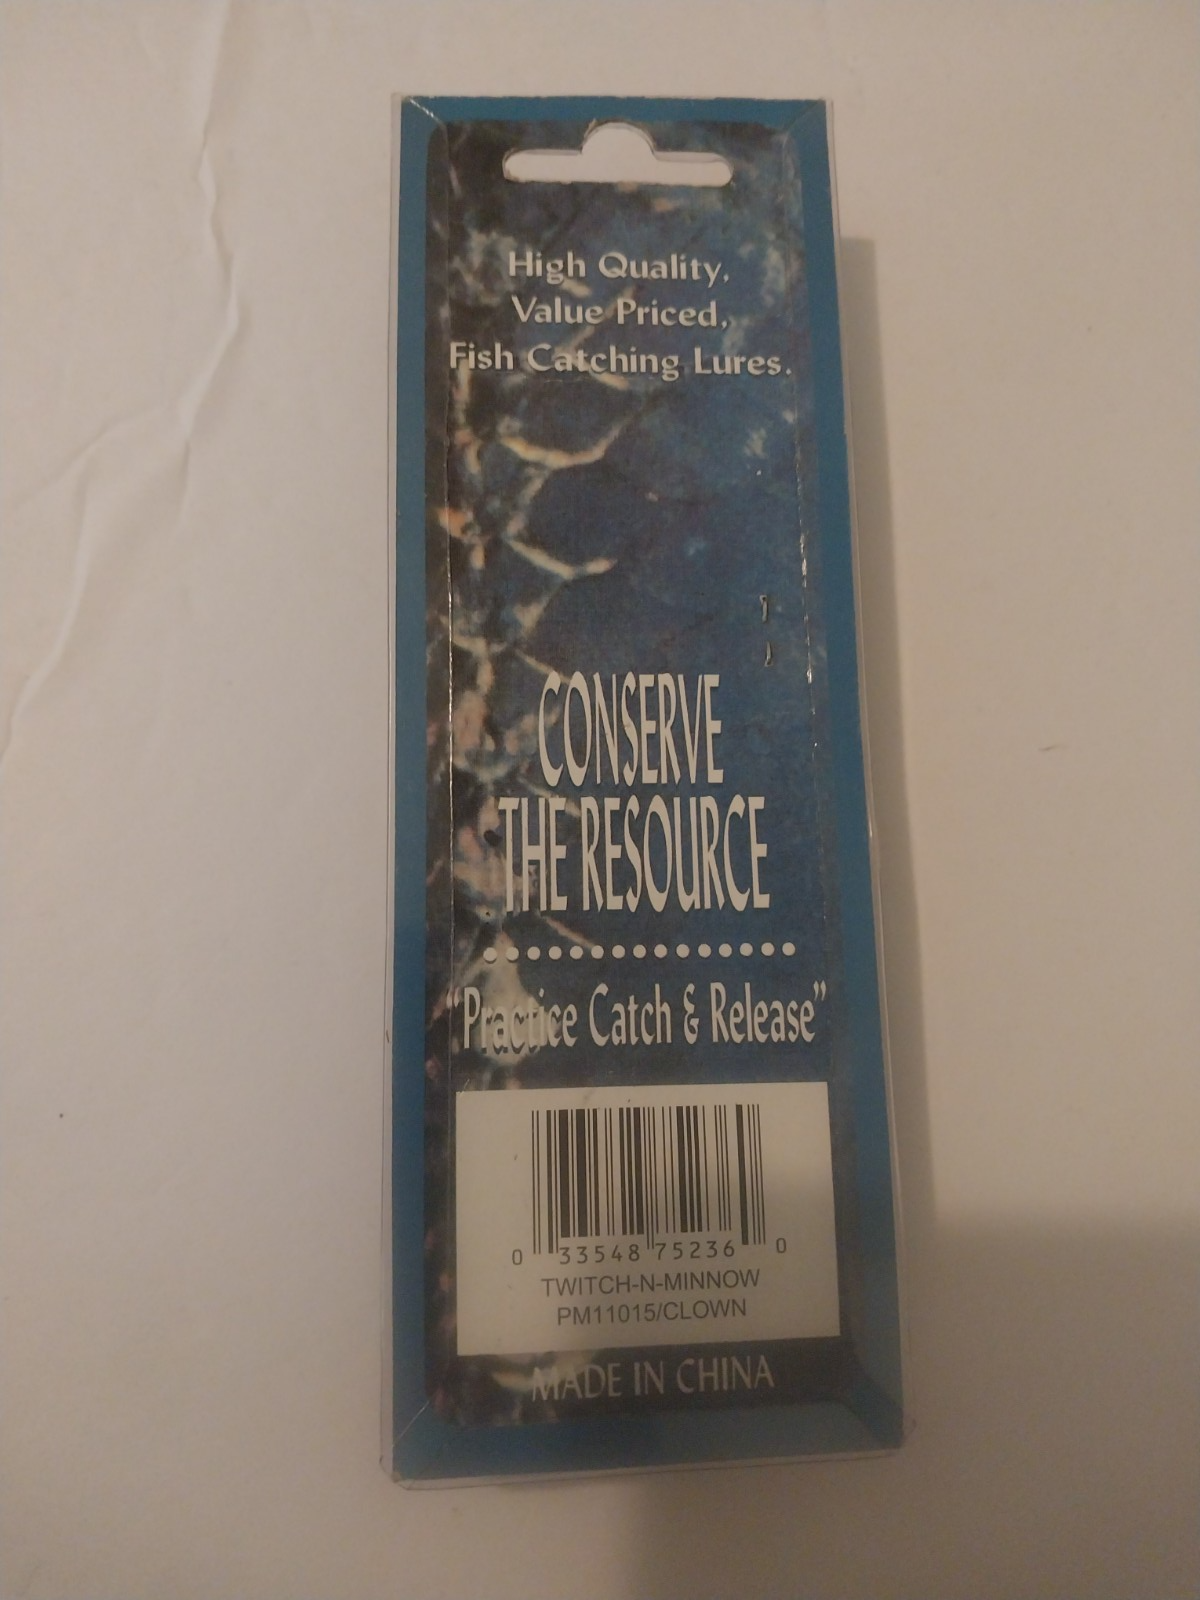 High Quality,
Value Priced,
Fish Catching Lures.
CONSERVE
THE RESOURCE
"Practice Catch & Release"
0 33548 75236 0
TWITCH-N-MINNOW
PM11015/CLOWN
MADE IN CHINA